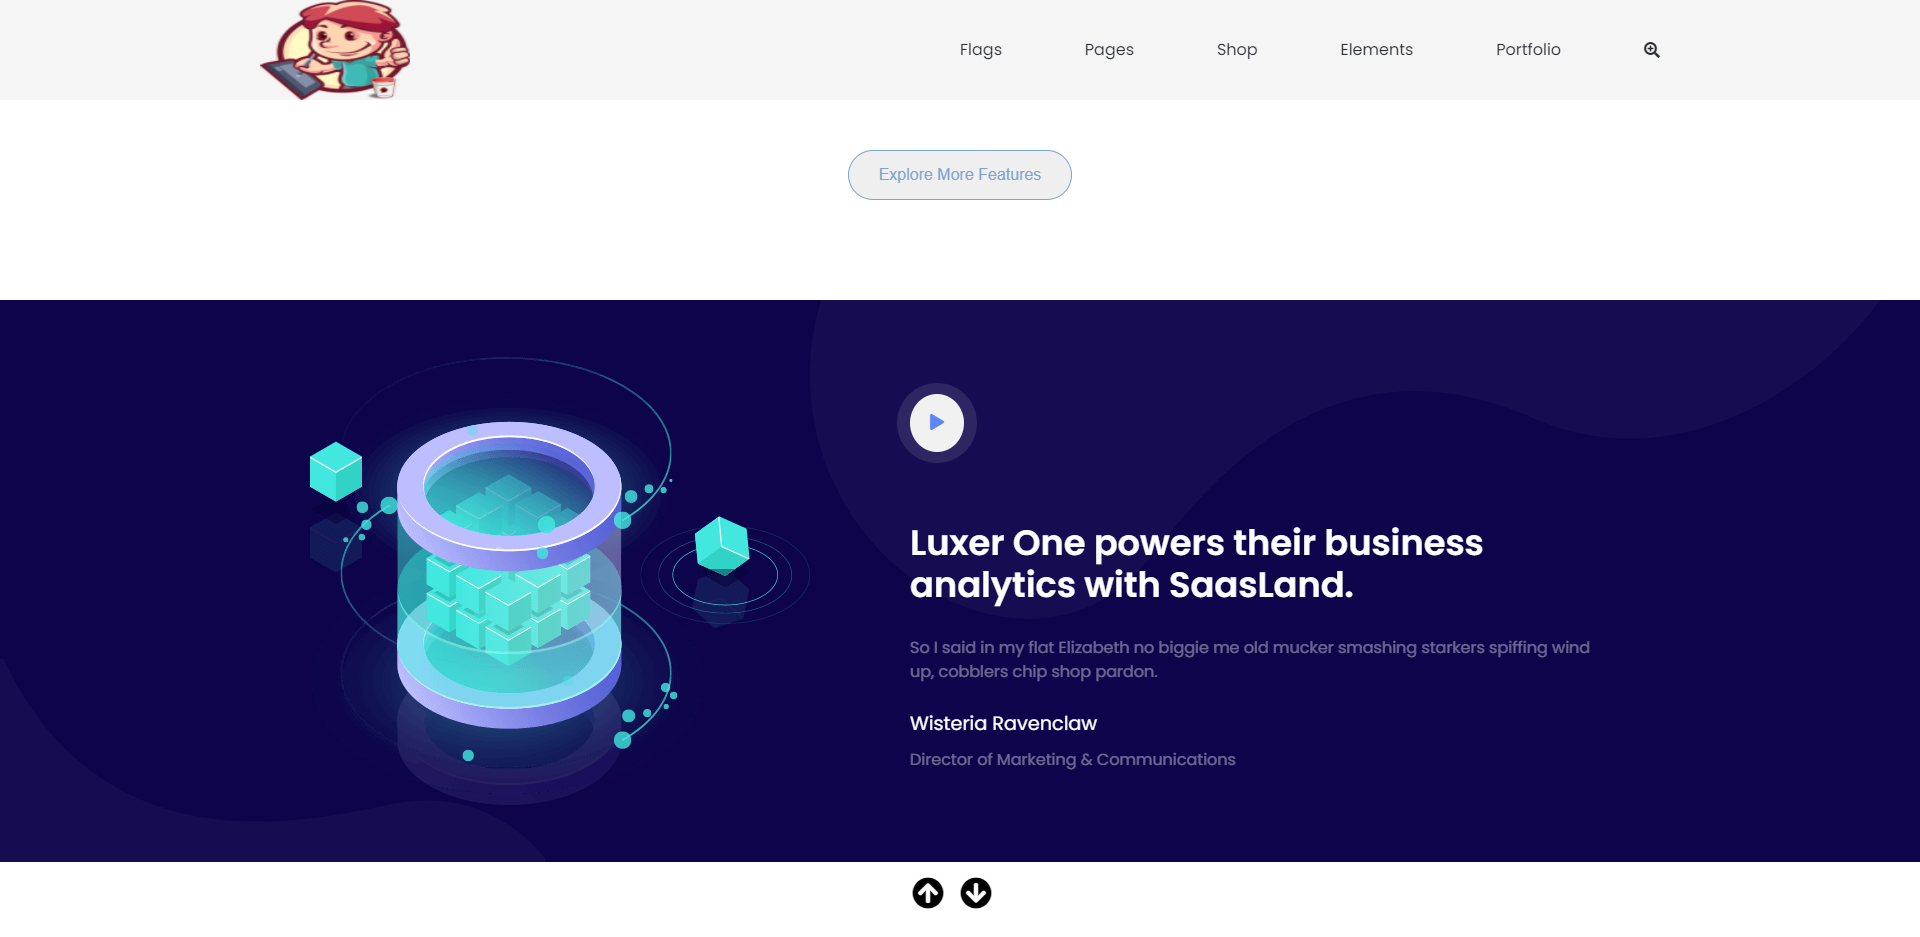 Flags Pages Shop Elements Portfolio
Explore More Features
Luxer One powers their business
analytics with SaasLand.
So I said in my flat Elizabeth no biggie me old mucker smashing starkers spiffing wind
up, cobblers chip shop pardon.
Wisteria Ravenclaw
Director of Marketing & Communications